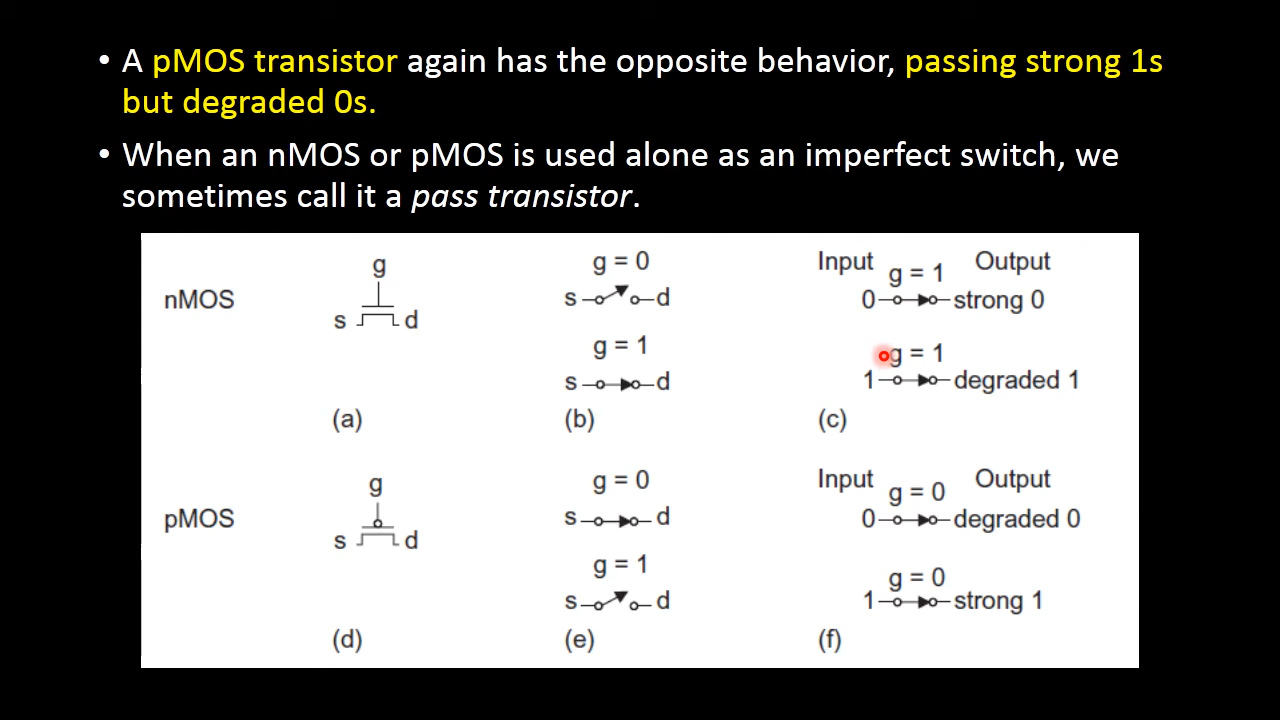 • A pMOS transistor again has the opposite behavior, passing strong 1s
but degraded 0s.
• When an nMOS or pMOS is used alone as an imperfect switch, we
sometimes call it a pass transistor.
nMOS
g
s d
(a)
g = 0
s d
g = 1
s d
(b)
Input Output
g = 1
0 strong 0
g = 1
1 degraded 1
(c)
pMOS
g
s d
(d)
g = 0
s d
g = 1
s d
(e)
Input Output
g = 0
0 degraded 0
g = 0
1 strong 1
(f)